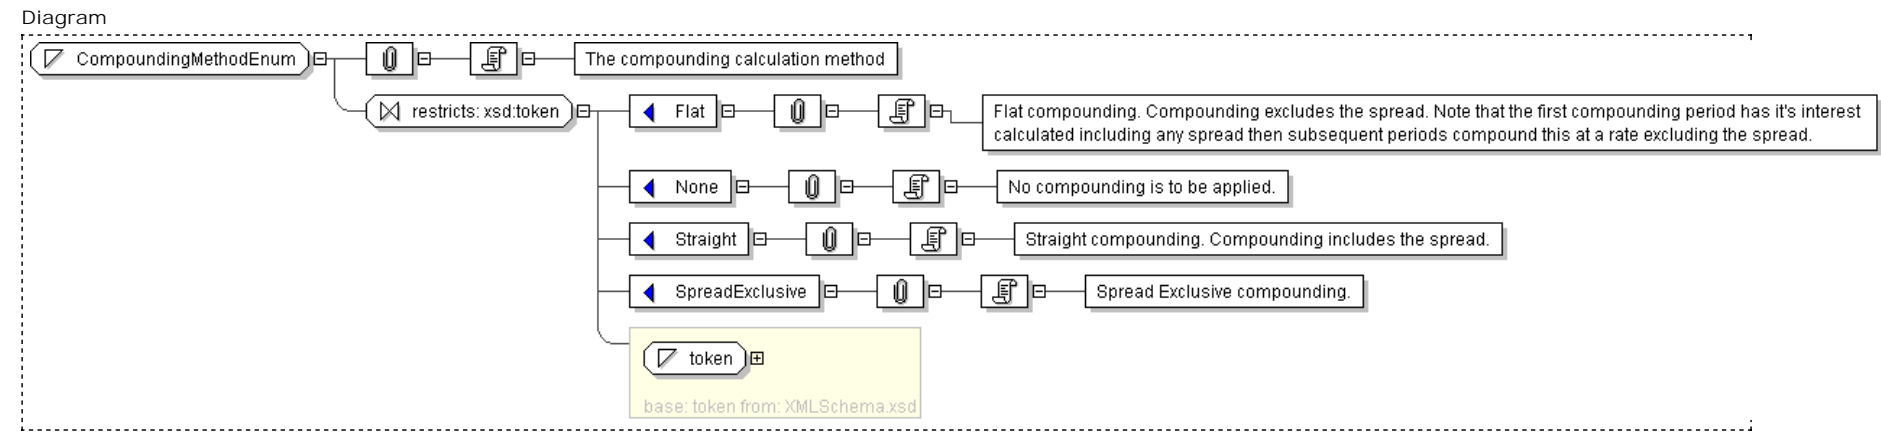 Diagram
CompoundingMethodEnum
The compounding calculation method
restricts: xsd:token
Flat
Flat compounding. Compounding excludes the spread. Note that the first compounding period has it's interest
calculated including any spread then subsequent periods compound this at a rate excluding the spread.
None
No compounding is to be applied.
Straight
Straight compounding. Compounding includes the spread.
SpreadExclusive
Spread Exclusive compounding.
token
base: token from: XMLSchema.xsd